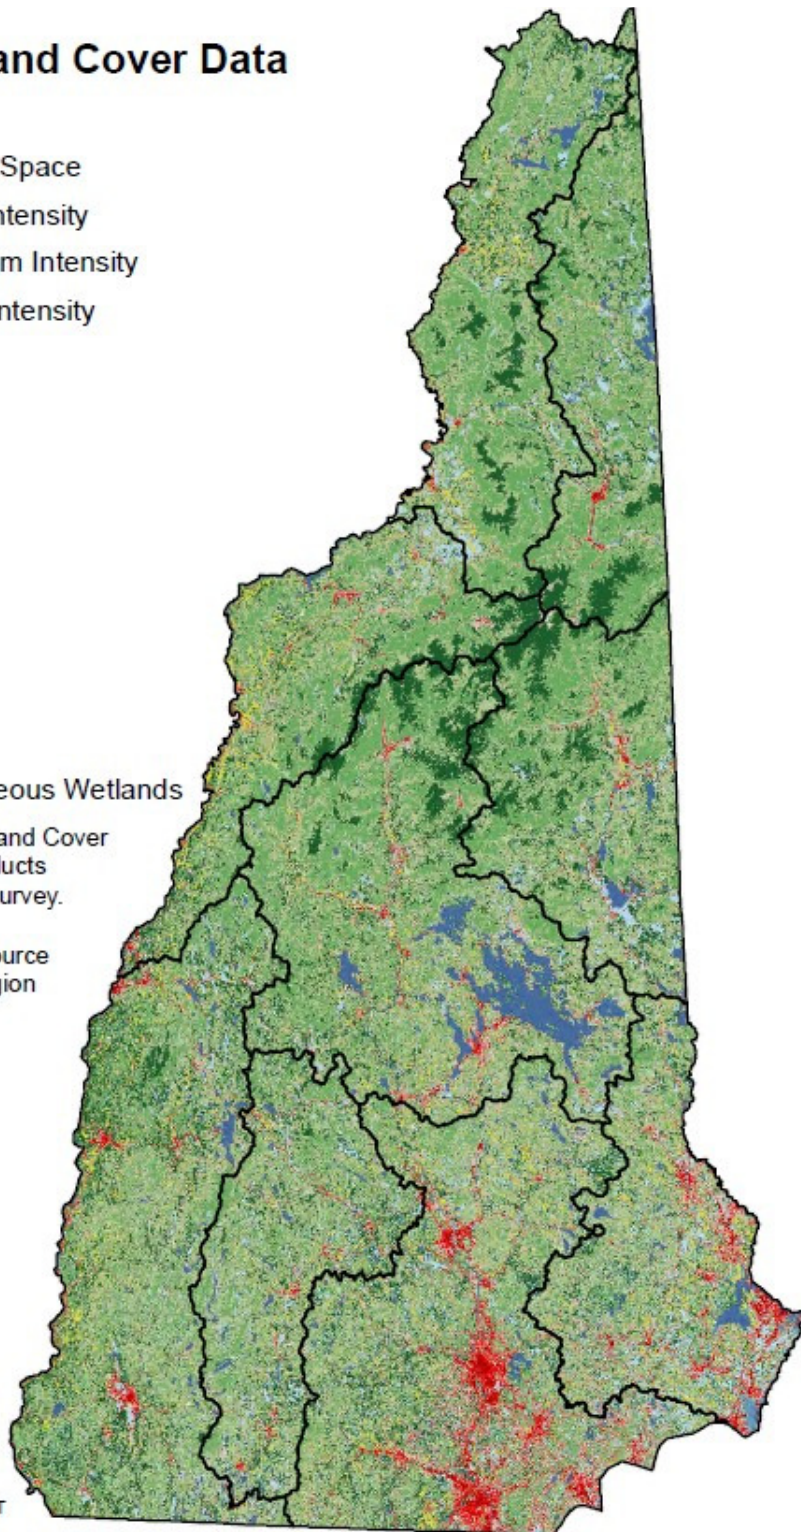 and Cover Data
Space
ntensity
m Intensity
ntensity
eous Wetlands
and Cover
ducts
urvey.
ource
gion
T